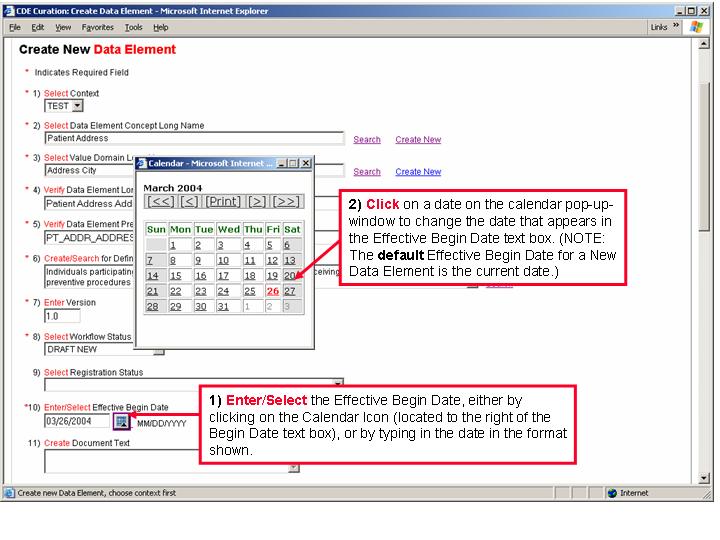 CDE Curation: Create Data Element - Microsoft Internet Explorer
File Edit View Favorites Tools Help Links »
Create New Data Element
* Indicates Required Field
* 1) Select Context
TEST
* 2) Select Data Element Concept Long Name
Patient Address Search Create New
* 3) Select Value Domain Lo
Address City Search Create New
Calendar - Microsoft Internet ...
March 2004
[<<] [<] [Print] [>] [>>]
Sun Mon Tue Wed Thu Fri Sat
1 2 3 4 5 6
7 8 9 10 11 12 13
14 15 16 17 18 19 20
21 22 23 24 25 26 27
28 29 30 31 1 2 3
2) Click on a date on the calendar pop-up-
window to change the date that appears in
the Effective Begin Date text box. (NOTE:
The default Effective Begin Date for a New
Data Element is the current date.)
* 4) Verify Data Element Lon
Patient Address Add
* 5) Verify Data Element Pre
PT_ADDR_ADDRES
* 6) Create/Search for Defin
Individuals participating
preventive procedures
* 7) Enter Version
1.0
* 8) Select Workflow Status
DRAFT NEW
9) Select Registration Status
*10) Enter/Select Effective Begin Date
03/26/2004 MM/DD/YYYY
1) Enter/Select the Effective Begin Date, either by
clicking on the Calendar Icon (located to the right of the
Begin Date text box), or by typing in the date in the format
shown.
11) Create Document Text
Create new Data Element, choose context first Internet